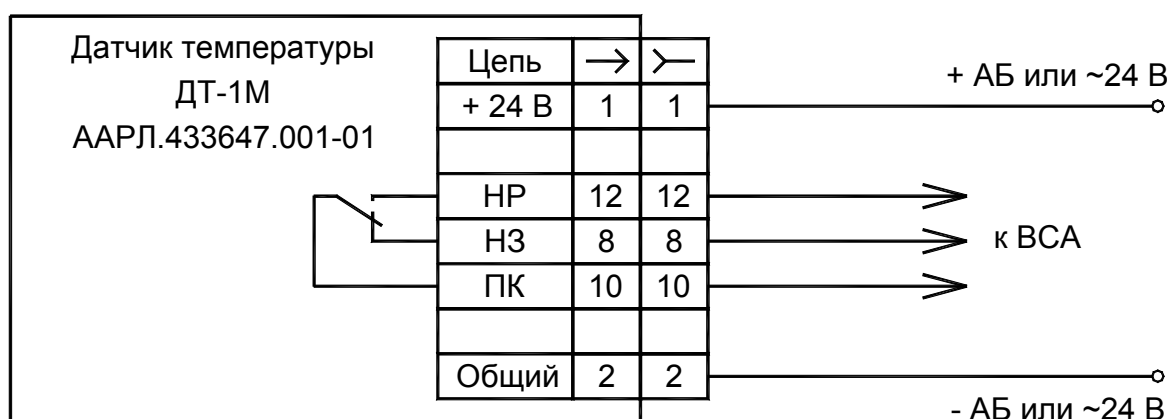 Датчик температуры
ДТ-1М
ААРЛ.433647.001-01
Цепь
+ АБ или ~24 В
+ 24 В 1 1
НР 12 12
НЗ 8 8
к ВСА
ПК 10 10
Общий 2 2
- АБ или ~24 В